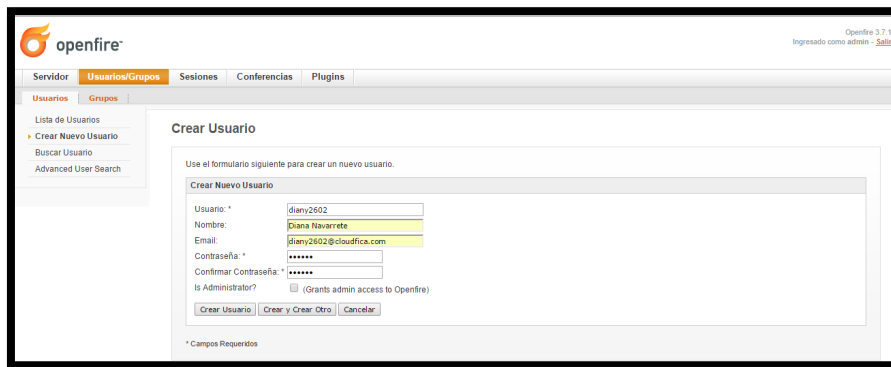 openfire™
Openfire 3.7.1
Ingresado como admin - Salir
Servidor Usuarios/Grupos Sesiones Conferencias Plugins
Usuarios Grupos
Lista de Usuarios
Crear Nuevo Usuario
Buscar Usuario
Advanced User Search
Crear Usuario
Use el formulario siguiente para crear un nuevo usuario.
Crear Nuevo Usuario
Usuario: * diany2602
Nombre: Diana Navarrete
Email: diany2602@cloudfica.com
Contraseña: * ••••••
Confirmar Contraseña: * ••••••
Is Administrator? (Grants admin access to Openfire)
Crear Usuario Crear y Crear Otro Cancelar
* Campos Requeridos